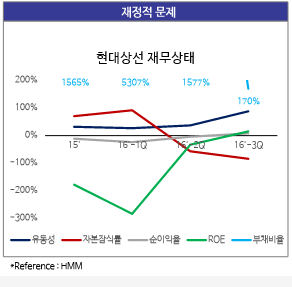 재정적 문제
현대상선 재무상태
200%
1565%
5307%
1577%
170%
100%
0%
15'
16'-1Q
16'-2Q
16'-3Q
-100%
-200%
-300%
유동성
자본잠식률
순이익율
ROE
부채비율
*Reference : HMM